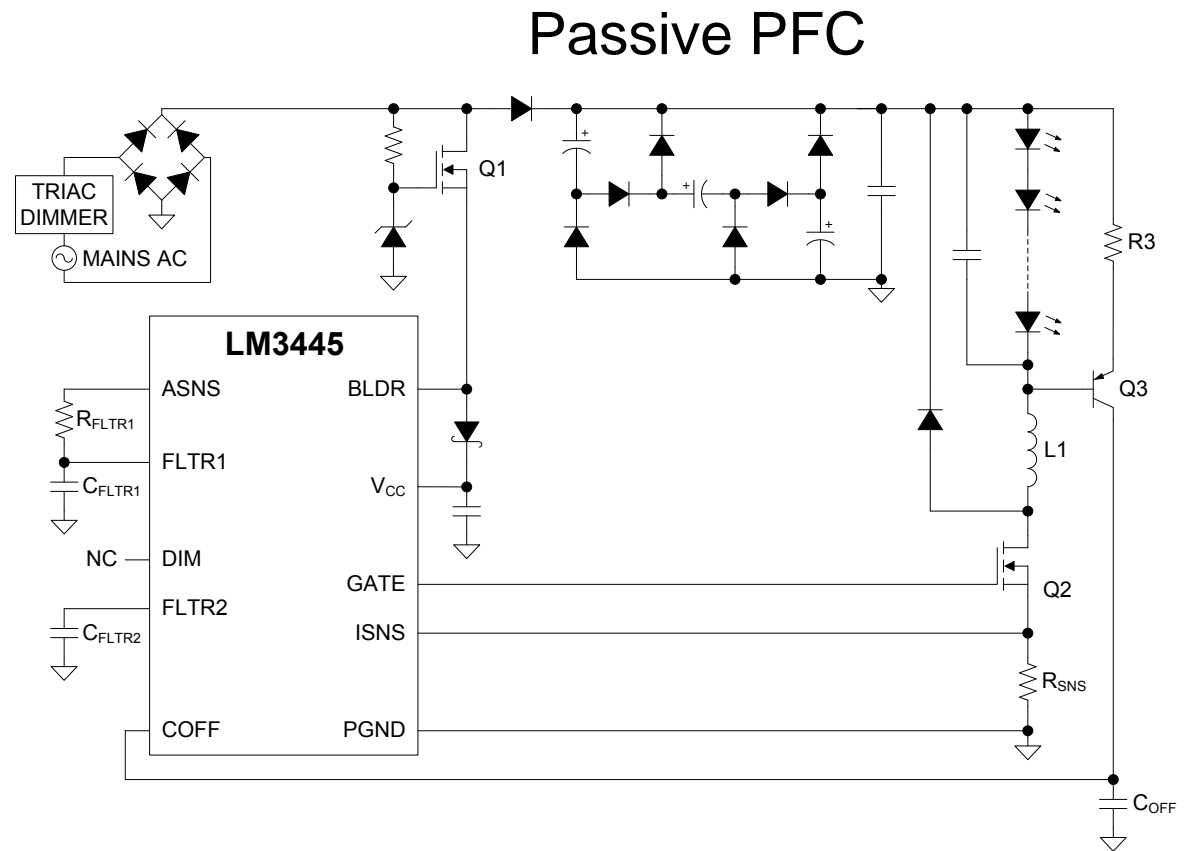 Passive PFC
Q1
TRIAC
DIMMER
MAINS AC
+
+
+
R3
LM3445
ASNS
BLDR
Q3
RFLTR1
L1
FLTR1
CFLTR1
VCC
NC
DIM
GATE
Q2
FLTR2
CFLTR2
ISNS
RSNS
COFF
PGND
COFF